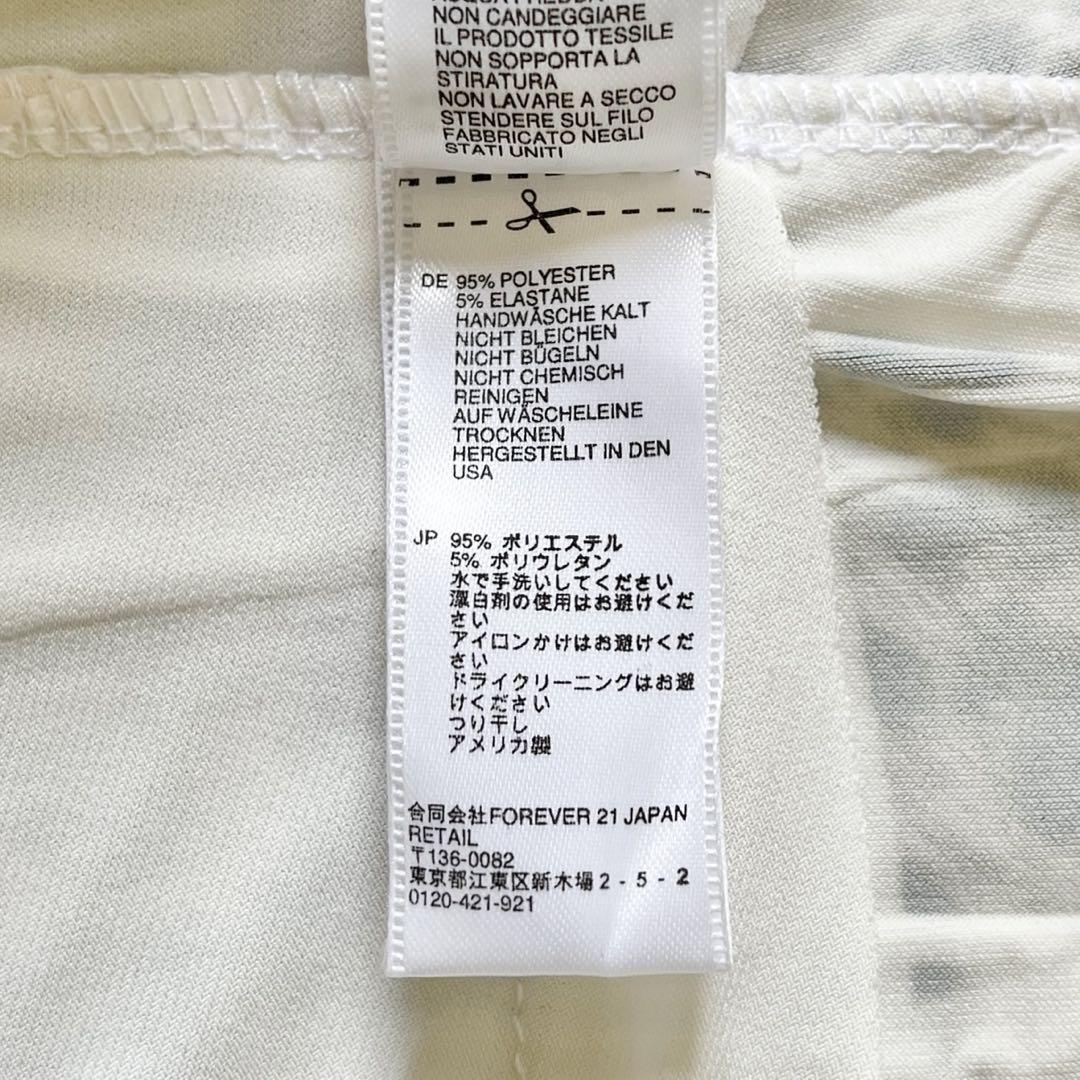 ACQUA FREDDA
NON CANDEGGIARE
IL PRODOTTO TESSILE
NON SOPPORTA LA
STIRATURA
NON LAVARE A SECCO
STENDERE SUL FILO
FABBRICATO NEGLI
STATI UNITI
DE 95% POLYESTER
5% ELASTANE
HANDWÄSCHE KALT
NICHT BLEICHEN
NICHT BÜGELN
NICHT CHEMISCH
REINIGEN
AUF WÄSCHELEINE
TROCKNEN
HERGESTELLT IN DEN
USA
JP 95% ポリエステル
5% ポリウレタン
水で手洗いしてください
漂白剤の使用はお避けくだ
さい
アイロンかけはお避けくだ
さい
ドライクリーニングはお避
けください
つり干し
アメリカ製
合同会社FOREVER 21 JAPAN
RETAIL
〒136-0082
東京都江東区新木場2-5-2
0120-421-921